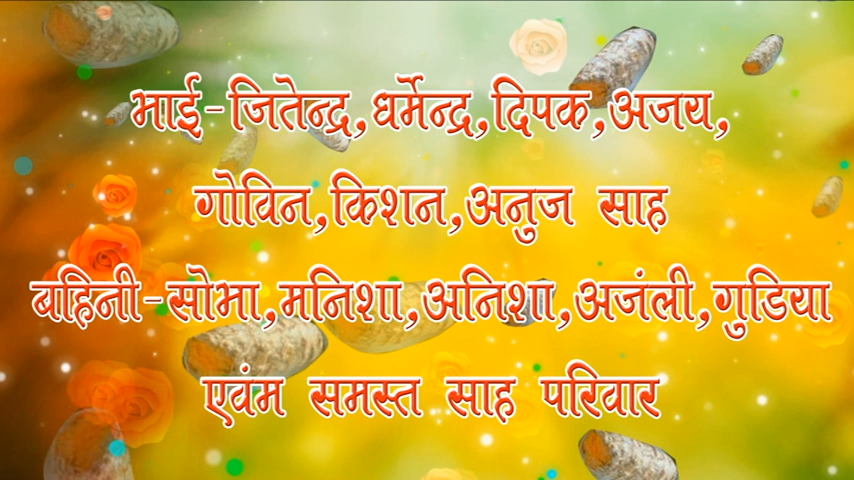 भाई-जितेन्द्र,धर्मेन्द्र,दिपक,अजय,
गोविन,किशन,अनुज साह
बहिनी-सोभा,मनिशा,अनिशा,अजंली,गुडिया
एवंम समस्त साह परिवार